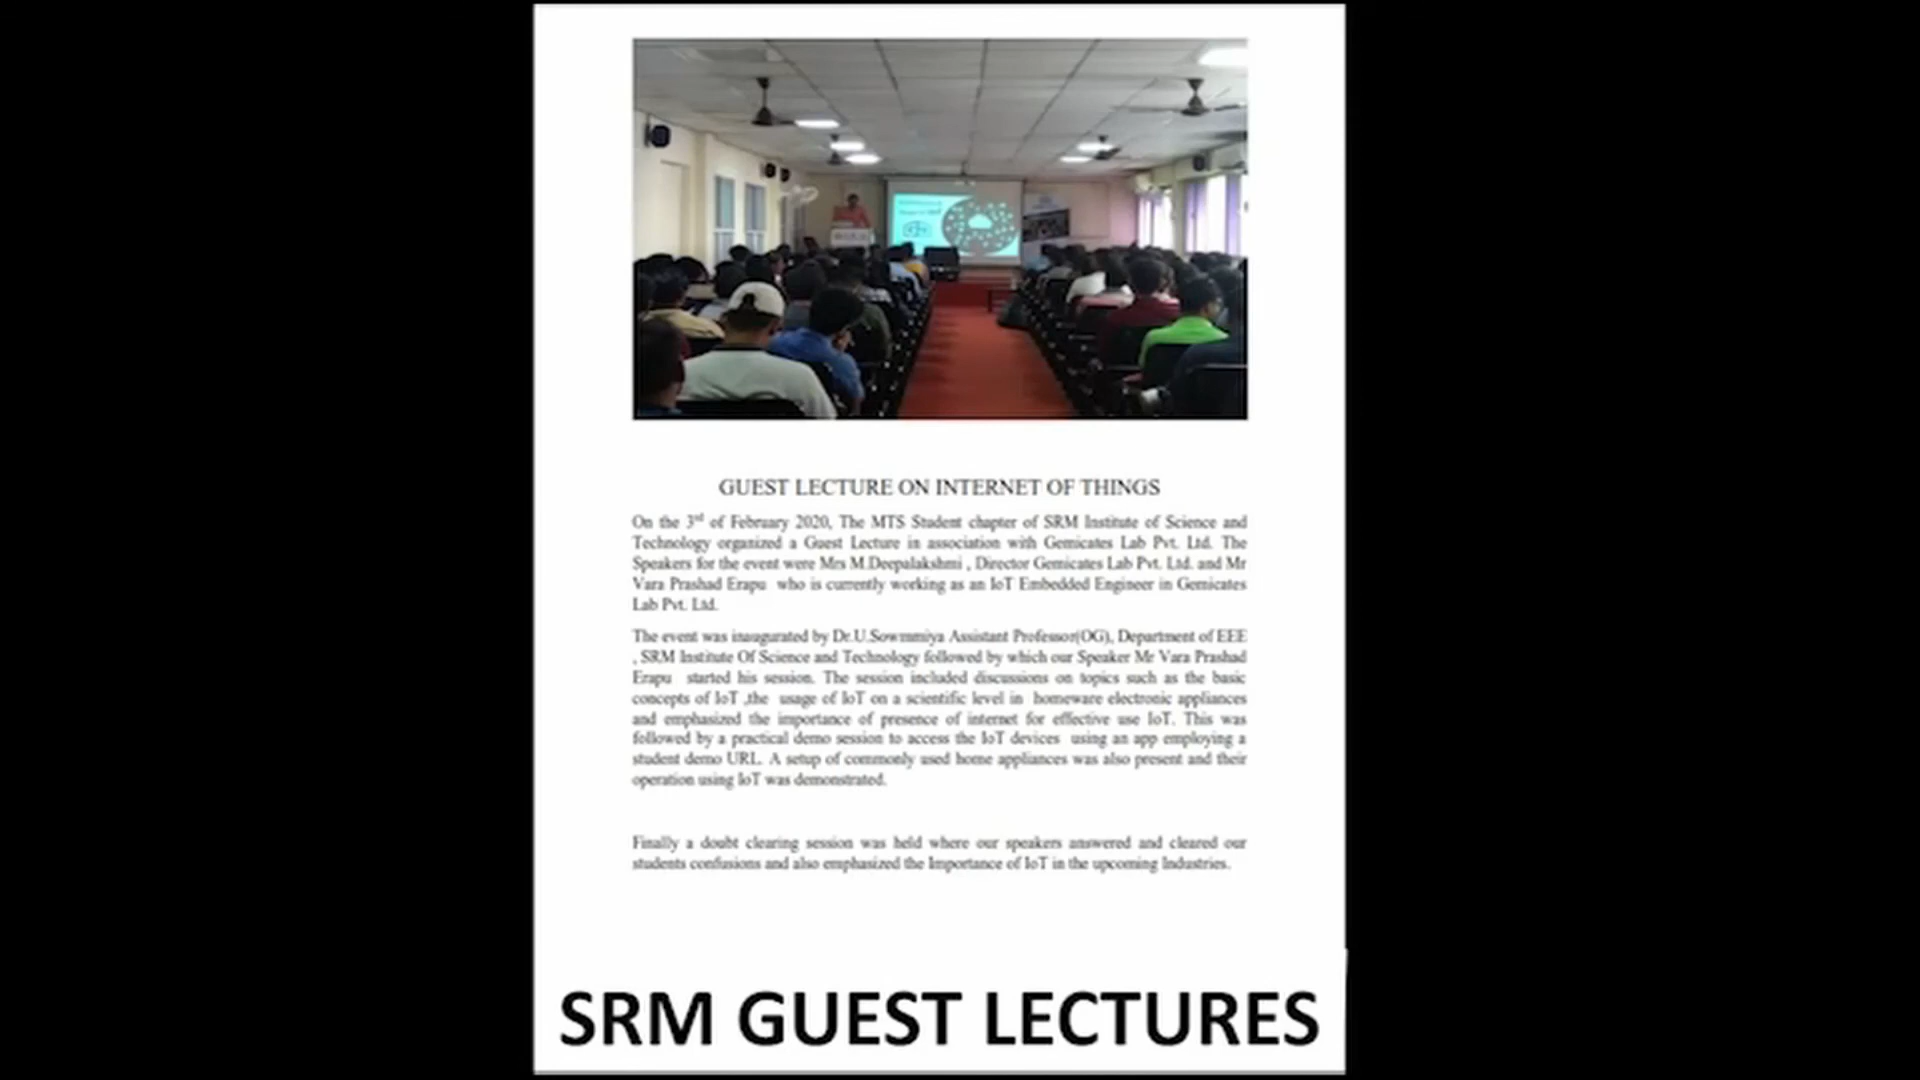 GUEST LECTURE ON INTERNET OF THINGS
On the 3rd of February 2020, The MTS Student chapter of SRM Institute of Science and
Technology organized a Guest Lecture in association with Gemicates Lab Pvt. Ltd. The
Speakers for the event were Mrs M.Deepalakshmi , Director Gemicates Lab Pvt. Ltd. and Mr
Vara Prashad Erapu who is currently working as an IoT Embedded Engineer in Gemicates
Lab Pvt. Ltd.
The event was inaugurated by Dr.U.Sowmmiya Assistant Professor(OG), Department of EEE
, SRM Institute Of Science and Technology followed by which our Speaker Mr Vara Prashad
Erapu started his session. The session included discussions on topics such as the basic
concepts of IoT ,the usage of IoT on a scientific level in homeware electronic appliances
and emphasized the importance of presence of internet for effective use IoT. This was
followed by a practical demo session to access the IoT devices using an app employing a
student demo URL. A setup of commonly used home appliances was also present and their
operation using IoT was demonstrated.
Finally a doubt clearing session was held where our speakers answered and cleared our
students confusions and also emphasized the Importance of IoT in the upcoming Industries.
SRM GUEST LECTURES